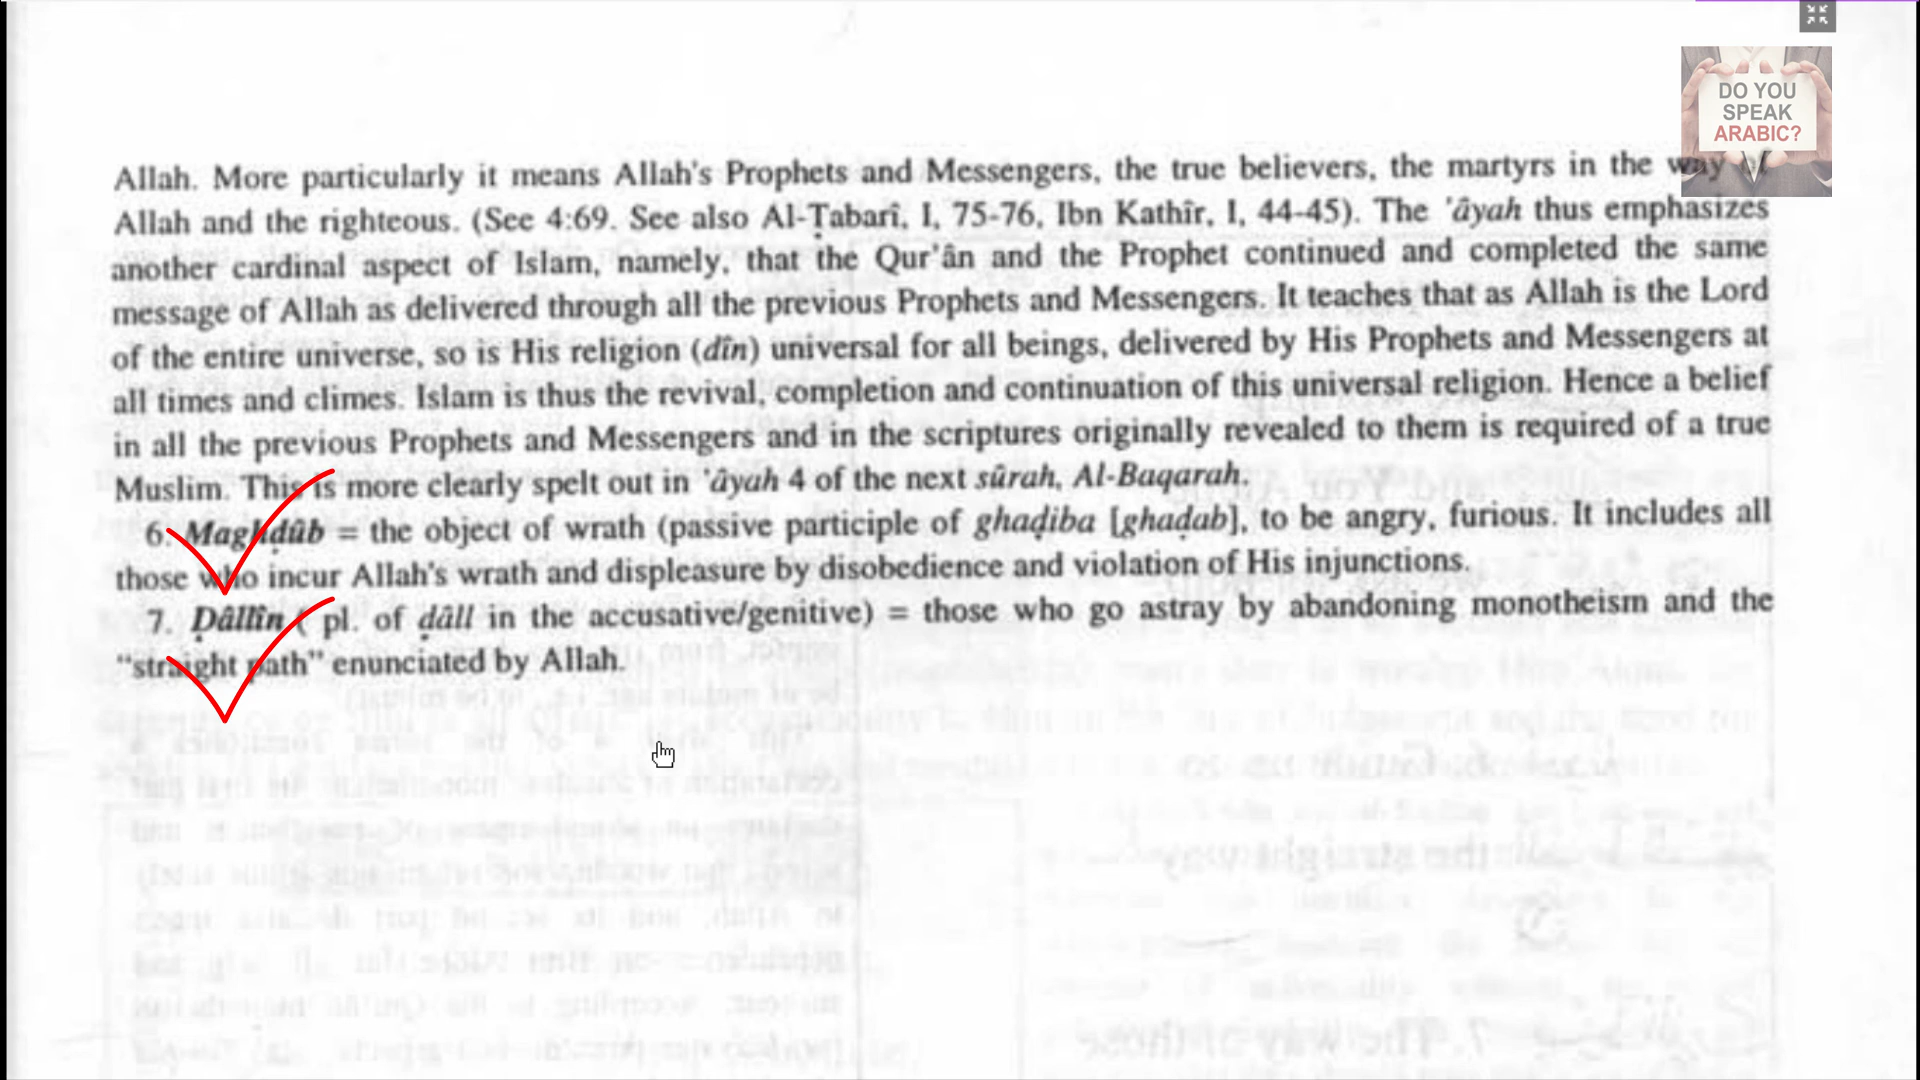 DO YOU
SPEAK
ARABIC?
Allah. More particularly it means Allah's Prophets and Messengers, the true believers, the martyrs in the way
Allah and the righteous. (See 4:69. See also Al-Ṭabarî, I, 75-76, Ibn Kathîr, I, 44-45). The 'âyah thus emphasizes
another cardinal aspect of Islam, namely, that the Qur'ân and the Prophet continued and completed the same
message of Allah as delivered through all the previous Prophets and Messengers. It teaches that as Allah is the Lord
of the entire universe, so is His religion (dîn) universal for all beings, delivered by His Prophets and Messengers at
all times and climes. Islam is thus the revival, completion and continuation of this universal religion. Hence a belief
in all the previous Prophets and Messengers and in the scriptures originally revealed to them is required of a true
Muslim. This is more clearly spelt out in 'âyah 4 of the next sûrah, Al-Baqarah.
6. Maghḍûb = the object of wrath (passive participle of ghaḍiba [ghaḍab], to be angry, furious. It includes all
those who incur Allah's wrath and displeasure by disobedience and violation of His injunctions.
7. Ḍâllîn ( pl. of ḍâll in the accusative/genitive) = those who go astray by abandoning monotheism and the
“straight path” enunciated by Allah.